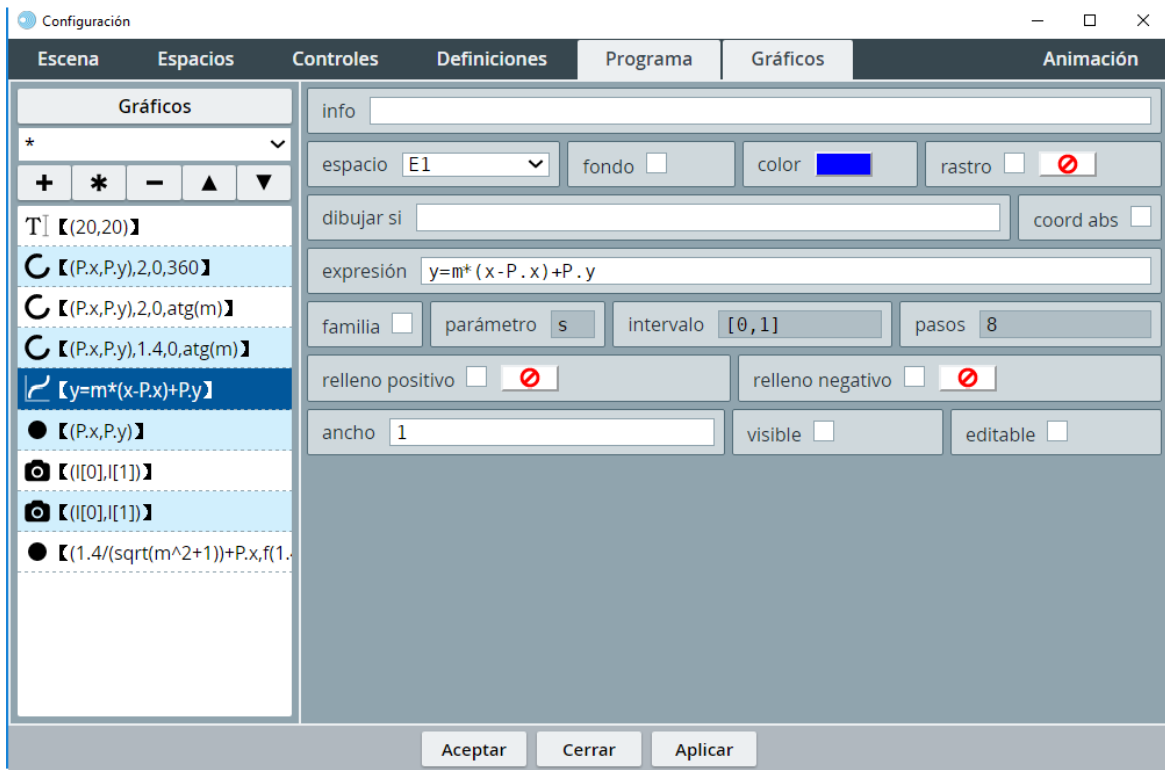 Configuración
Escena Espacios Controles Definiciones Programa Gráficos Animación
Gráficos
*
+ * − ▲ ▼
T 【(20,20)】
【(P.x,P.y),2,0,360】
【(P.x,P.y),2,0,atg(m)】
【(P.x,P.y),1.4,0,atg(m)】
【y=m*(x-P.x)+P.y】
【(P.x,P.y)】
【(I[0],I[1])】
【(I[0],I[1])】
【(1.4/(sqrt(m^2+1))+P.x,f(1.
info
espacio E1 fondo color rastro
dibujar si coord abs
expresión y=m*(x-P.x)+P.y
familia parámetro s intervalo [0,1] pasos 8
relleno positivo relleno negativo
ancho 1 visible editable
Aceptar Cerrar Aplicar